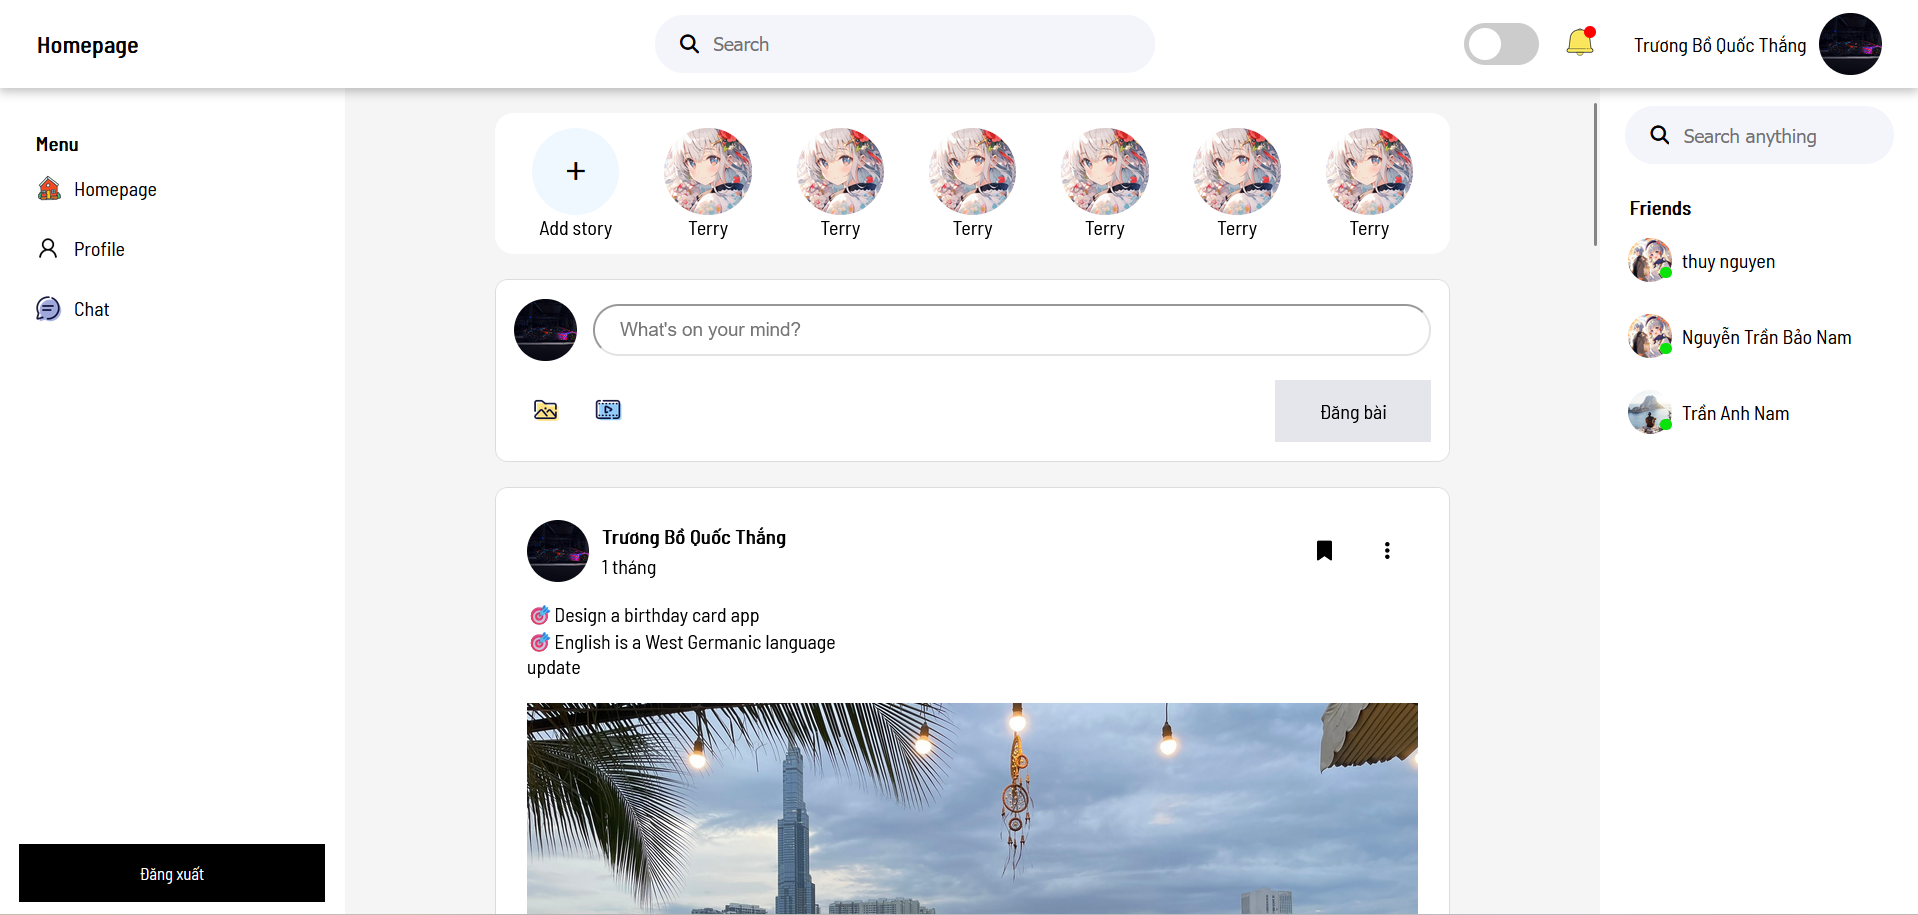 Homepage
Search
Trương Bồ Quốc Thắng
Menu
Homepage
Profile
Chat
Đăng xuất
Add story
Terry
Terry
Terry
Terry
Terry
Terry
What's on your mind?
Đăng bài
Trương Bồ Quốc Thắng
1 tháng
🎯 Design a birthday card app
🎯 English is a West Germanic language
update
Search anything
Friends
thuy nguyen
Nguyễn Trần Bảo Nam
Trần Anh Nam